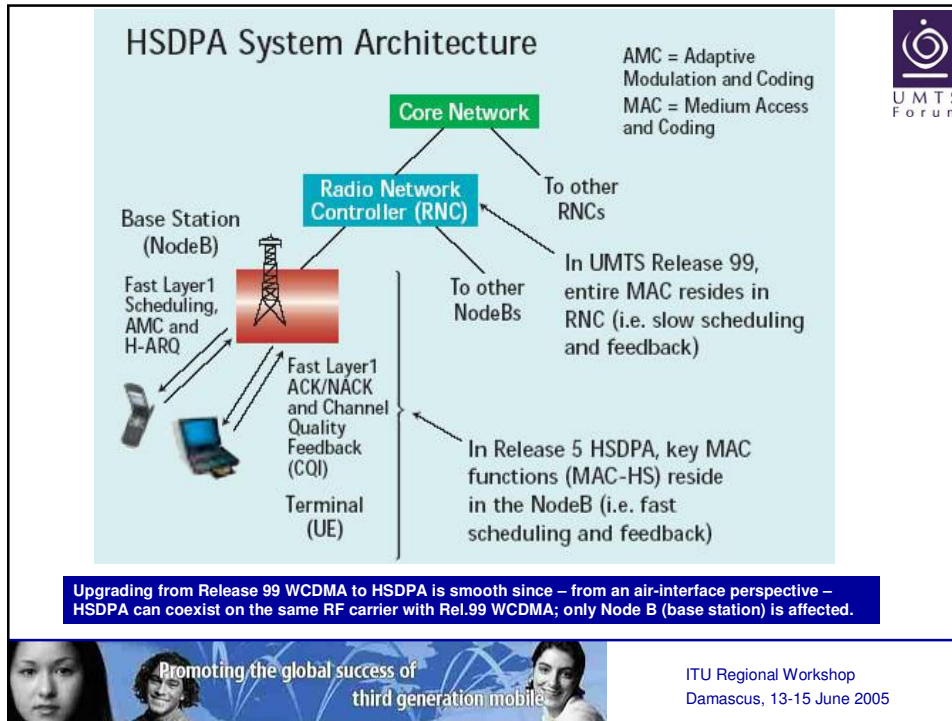 HSDPA System Architecture
AMC = Adaptive
Modulation and Coding
MAC = Medium Access
and Coding
UMTS
Forum
Core Network
Radio Network
Controller (RNC)
To other
RNCs
Base Station
(NodeB)
Fast Layer1
Scheduling,
AMC and
H-ARQ
To other
NodeBs
In UMTS Release 99,
entire MAC resides in
RNC (i.e. slow scheduling
and feedback)
Fast Layer1
ACK/NACK
and Channel
Quality
Feedback
(CQI)
Terminal
(UE)
In Release 5 HSDPA, key MAC
functions (MAC-HS) reside
in the NodeB (i.e. fast
scheduling and feedback)
Upgrading from Release 99 WCDMA to HSDPA is smooth since – from an air-interface perspective –
HSDPA can coexist on the same RF carrier with Rel.99 WCDMA; only Node B (base station) is affected.
Promoting the global success of
third generation mobile
ITU Regional Workshop
Damascus, 13-15 June 2005